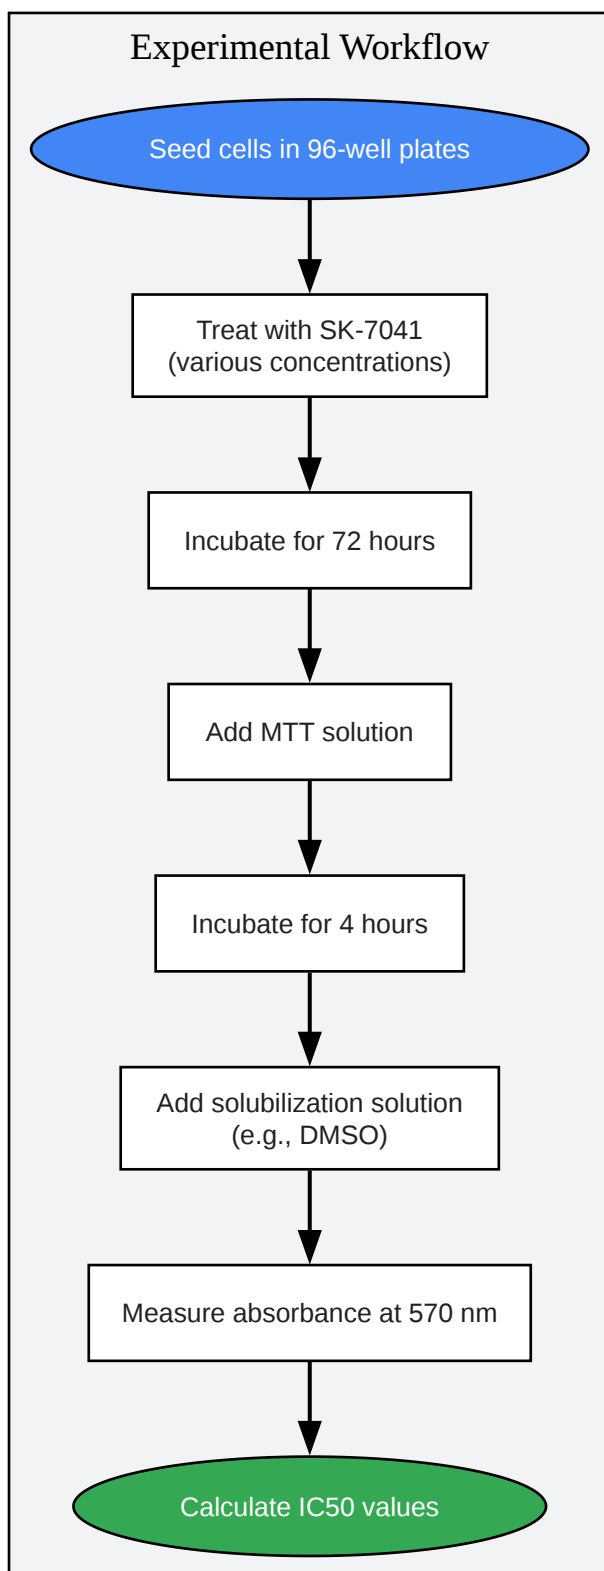 Experimental Workflow
Seed cells in 96-well plates
Treat with SK-7041
(various concentrations)
Incubate for 72 hours
Add MTT solution
Incubate for 4 hours
Add solubilization solution
(e.g., DMSO)
Measure absorbance at 570 nm
Calculate IC50 values